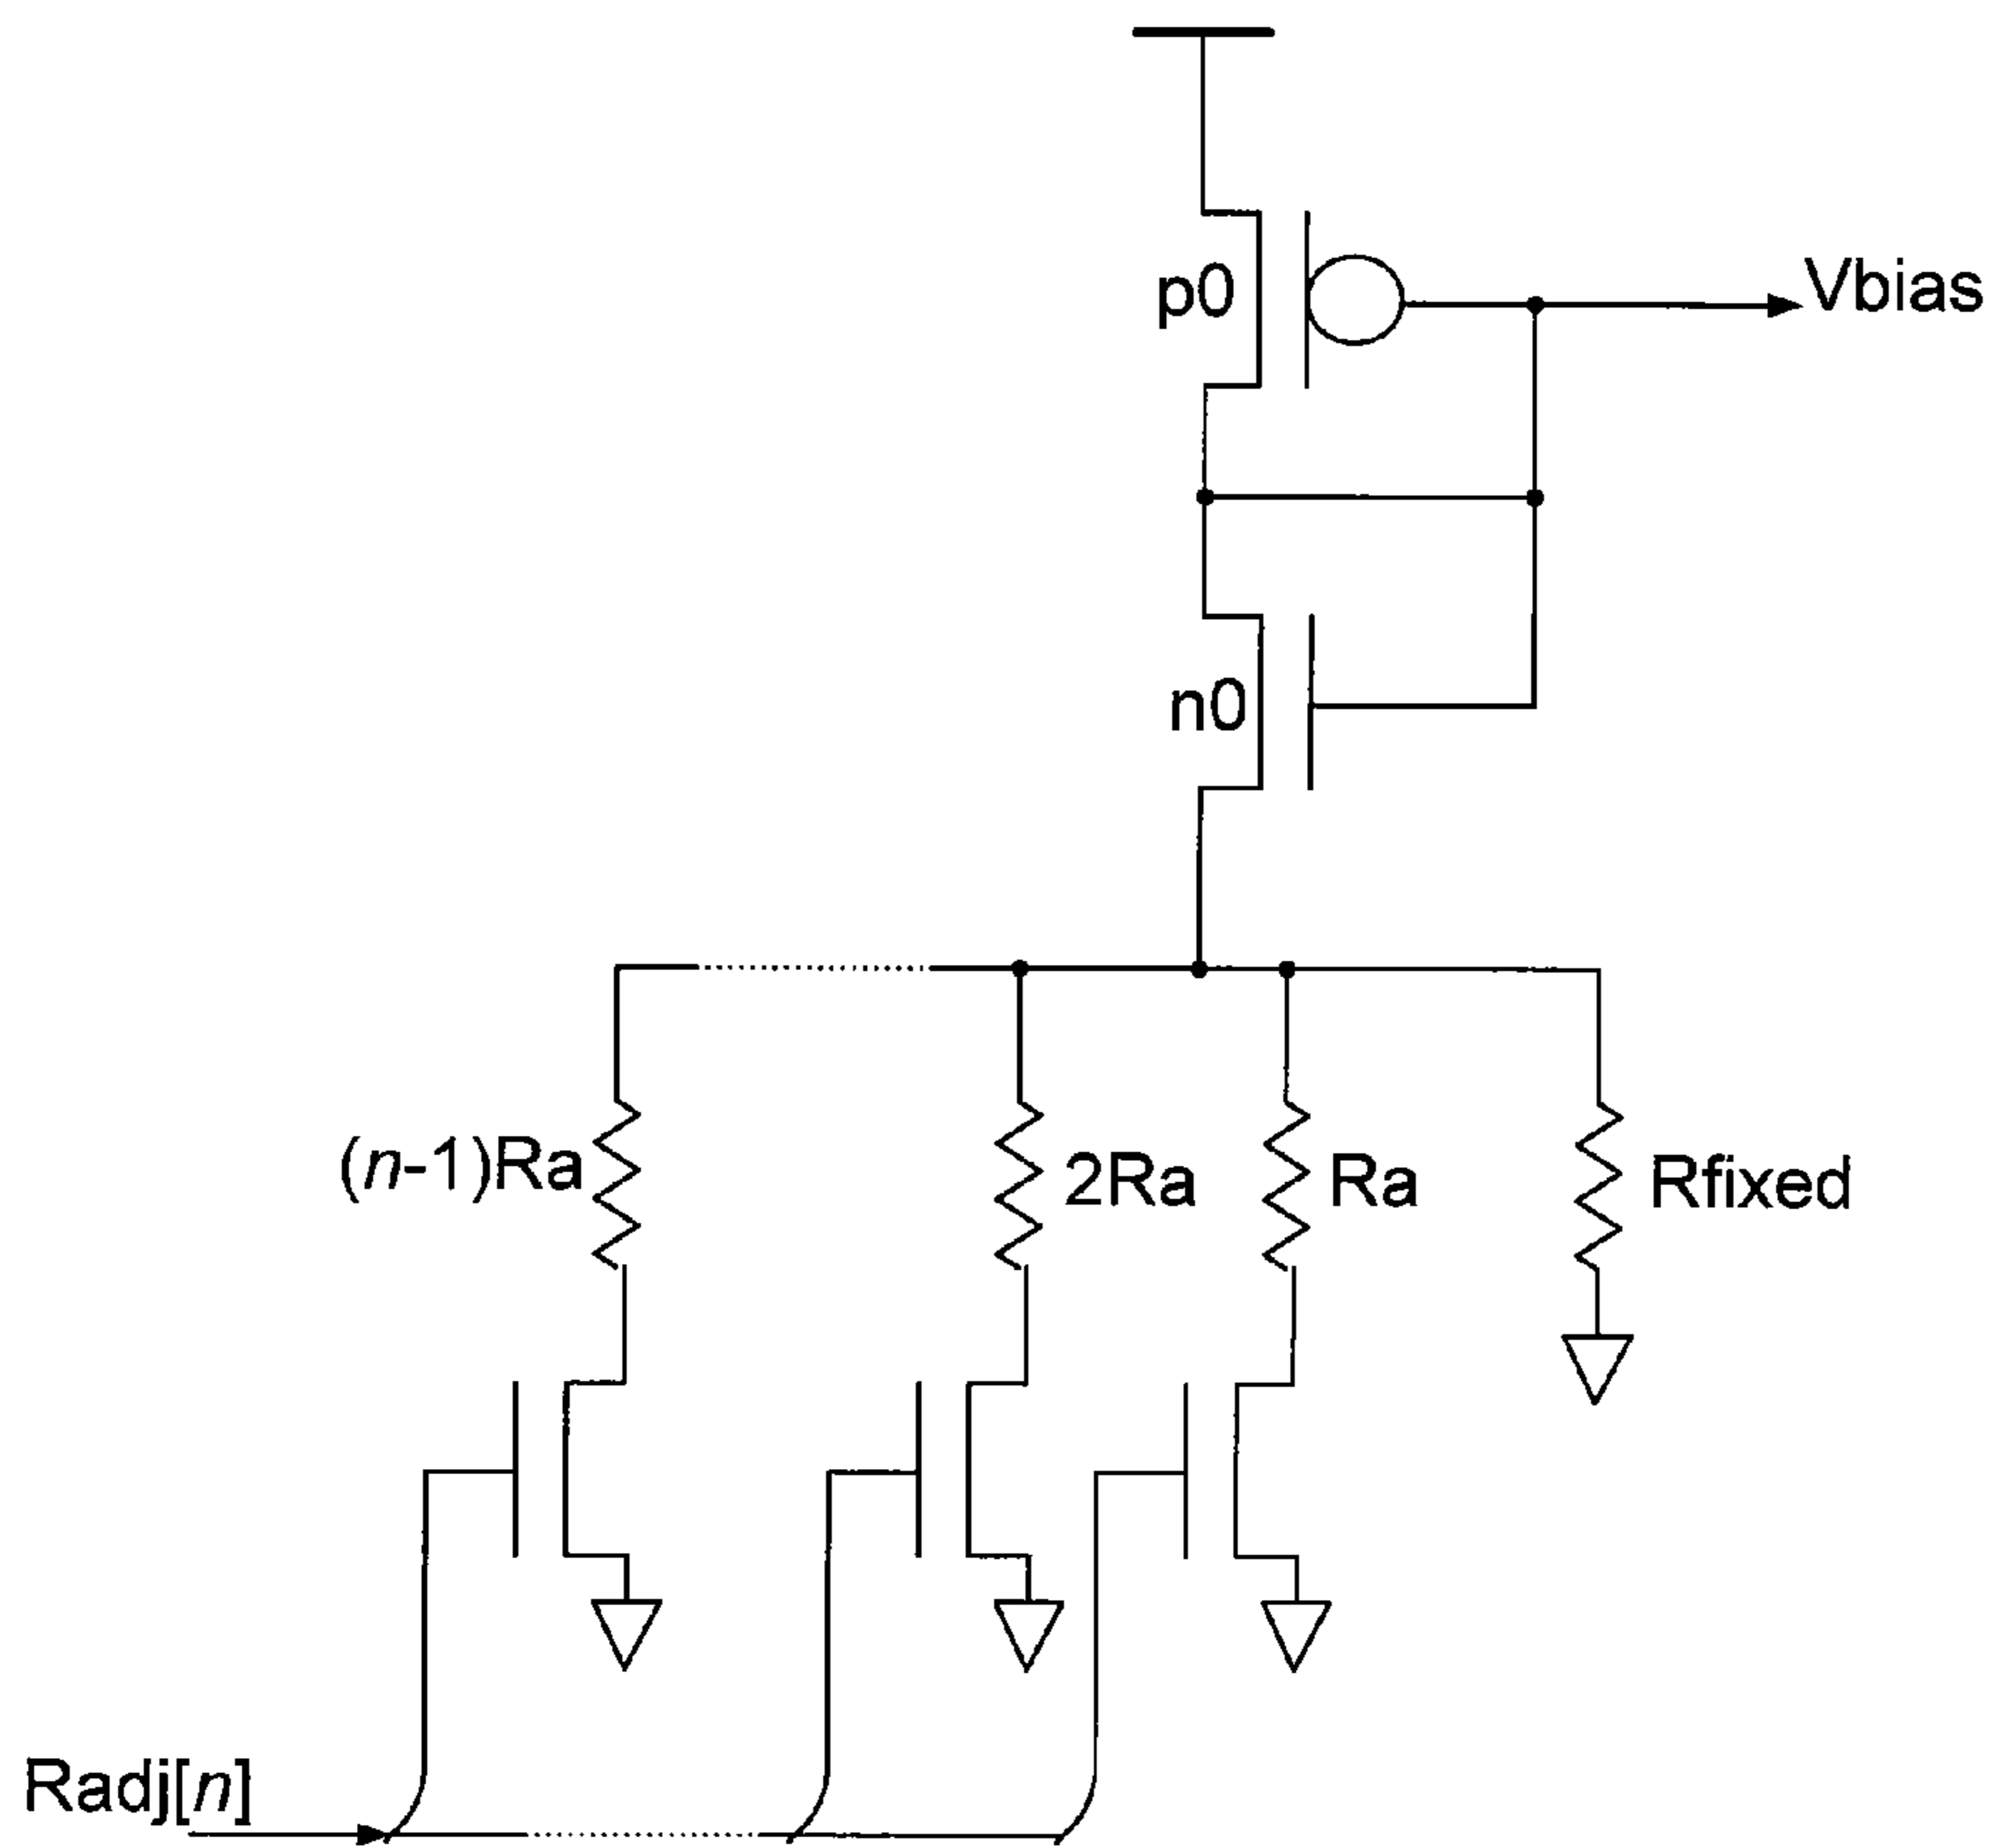 p0
Vbias
n0
(n-1)Ra
2Ra
Ra
Rfixed
Radj[n]